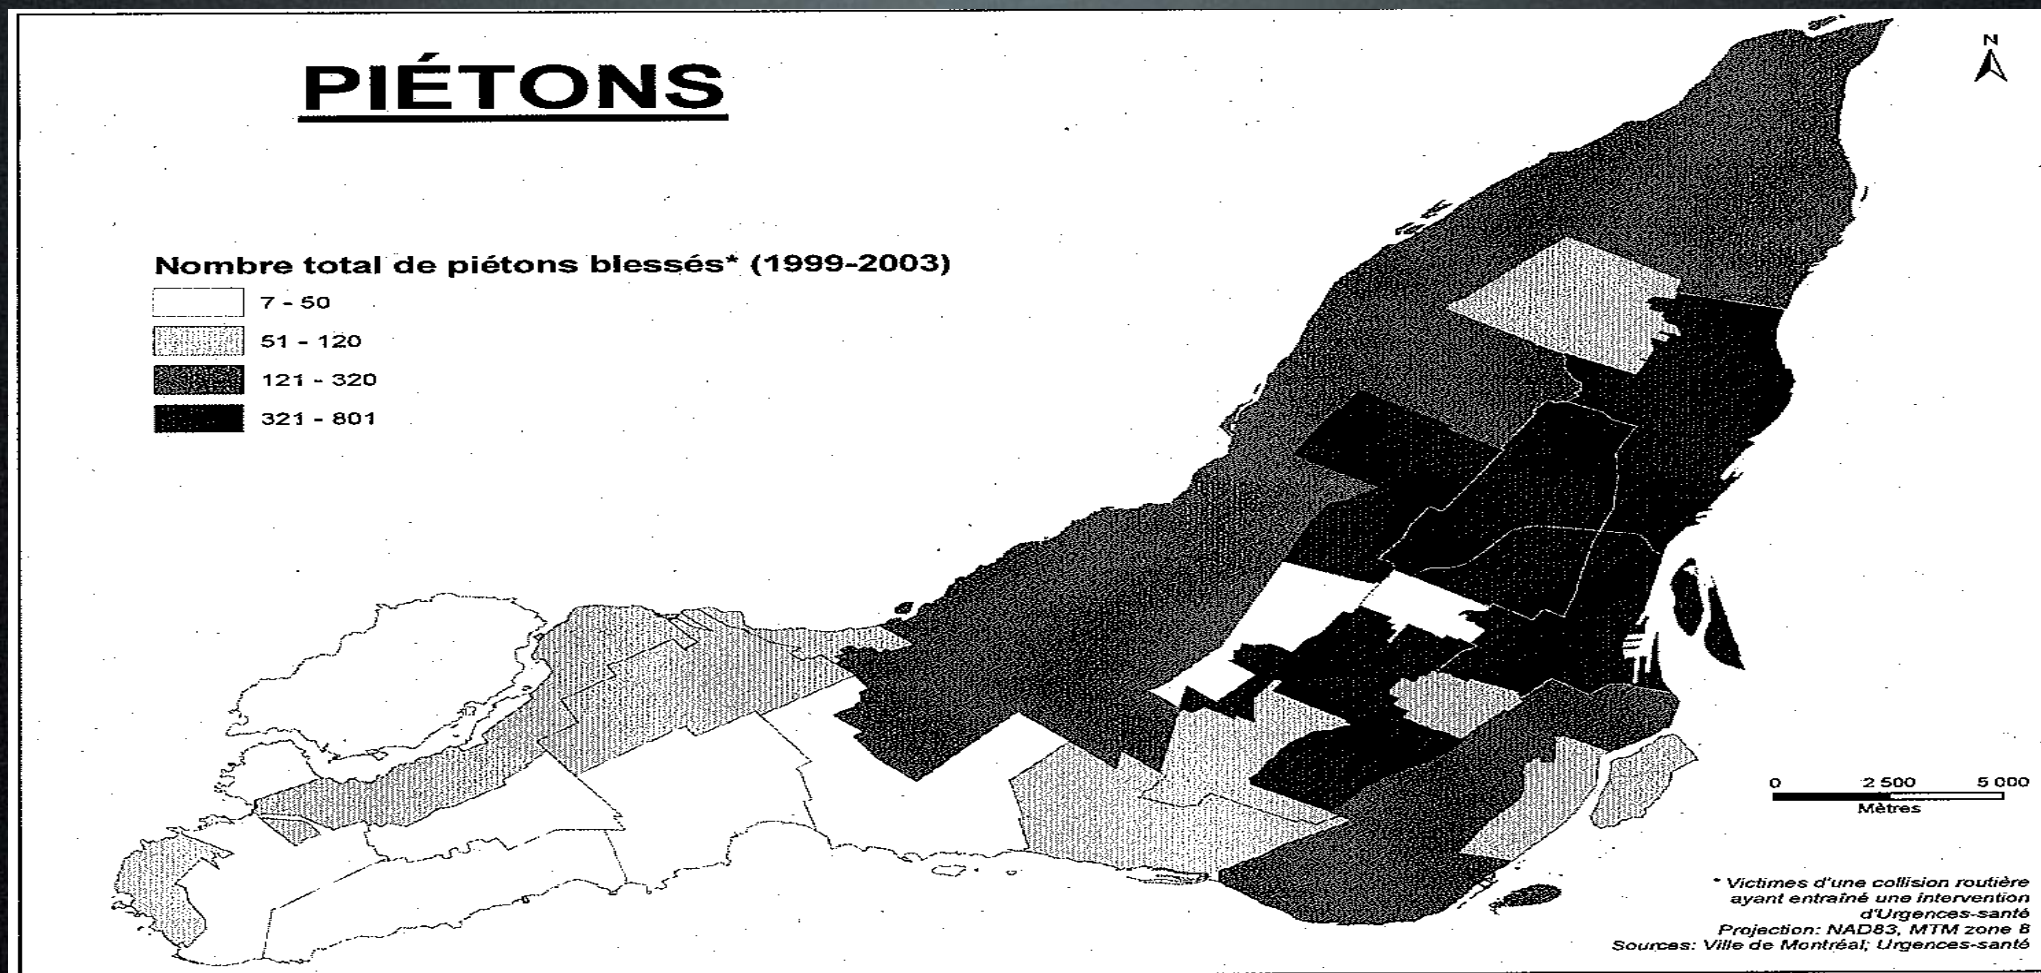 PIÉTONS
N
Nombre total de piétons blessés* (1999-2003)
7 - 50
51 - 120
121 - 320
321 - 801
0 2 500 5 000
Mètres
* Victimes d'une collision routière
ayant entraîné une intervention
d'Urgences-santé
Projection: NAD83, MTM zone 8
Sources: Ville de Montréal; Urgences-santé